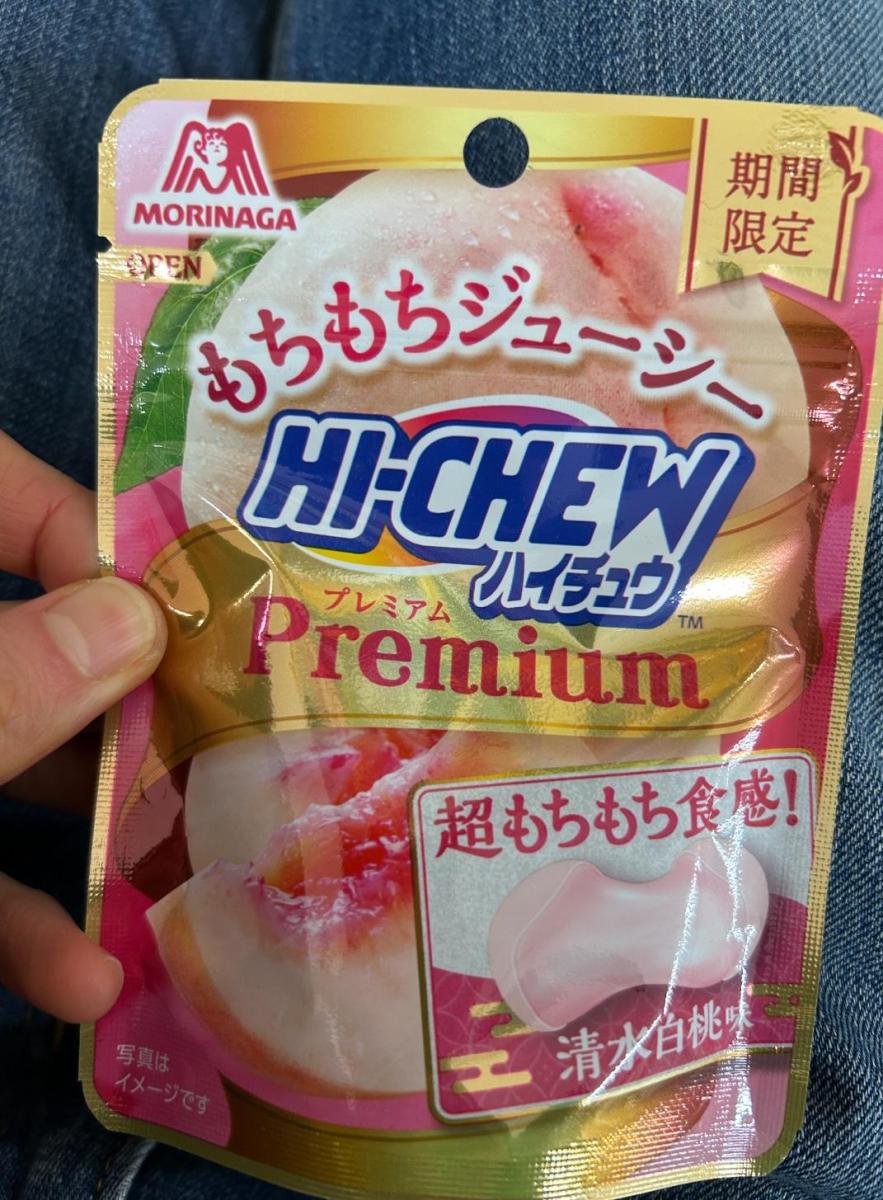 MORINAGA
期間
限定
OPEN
もちもちジューシー
HI-CHEW
ハイチュウ
TM
プレミアム
Premium
超もちもち食感!
清水白桃味
写真は
イメージです